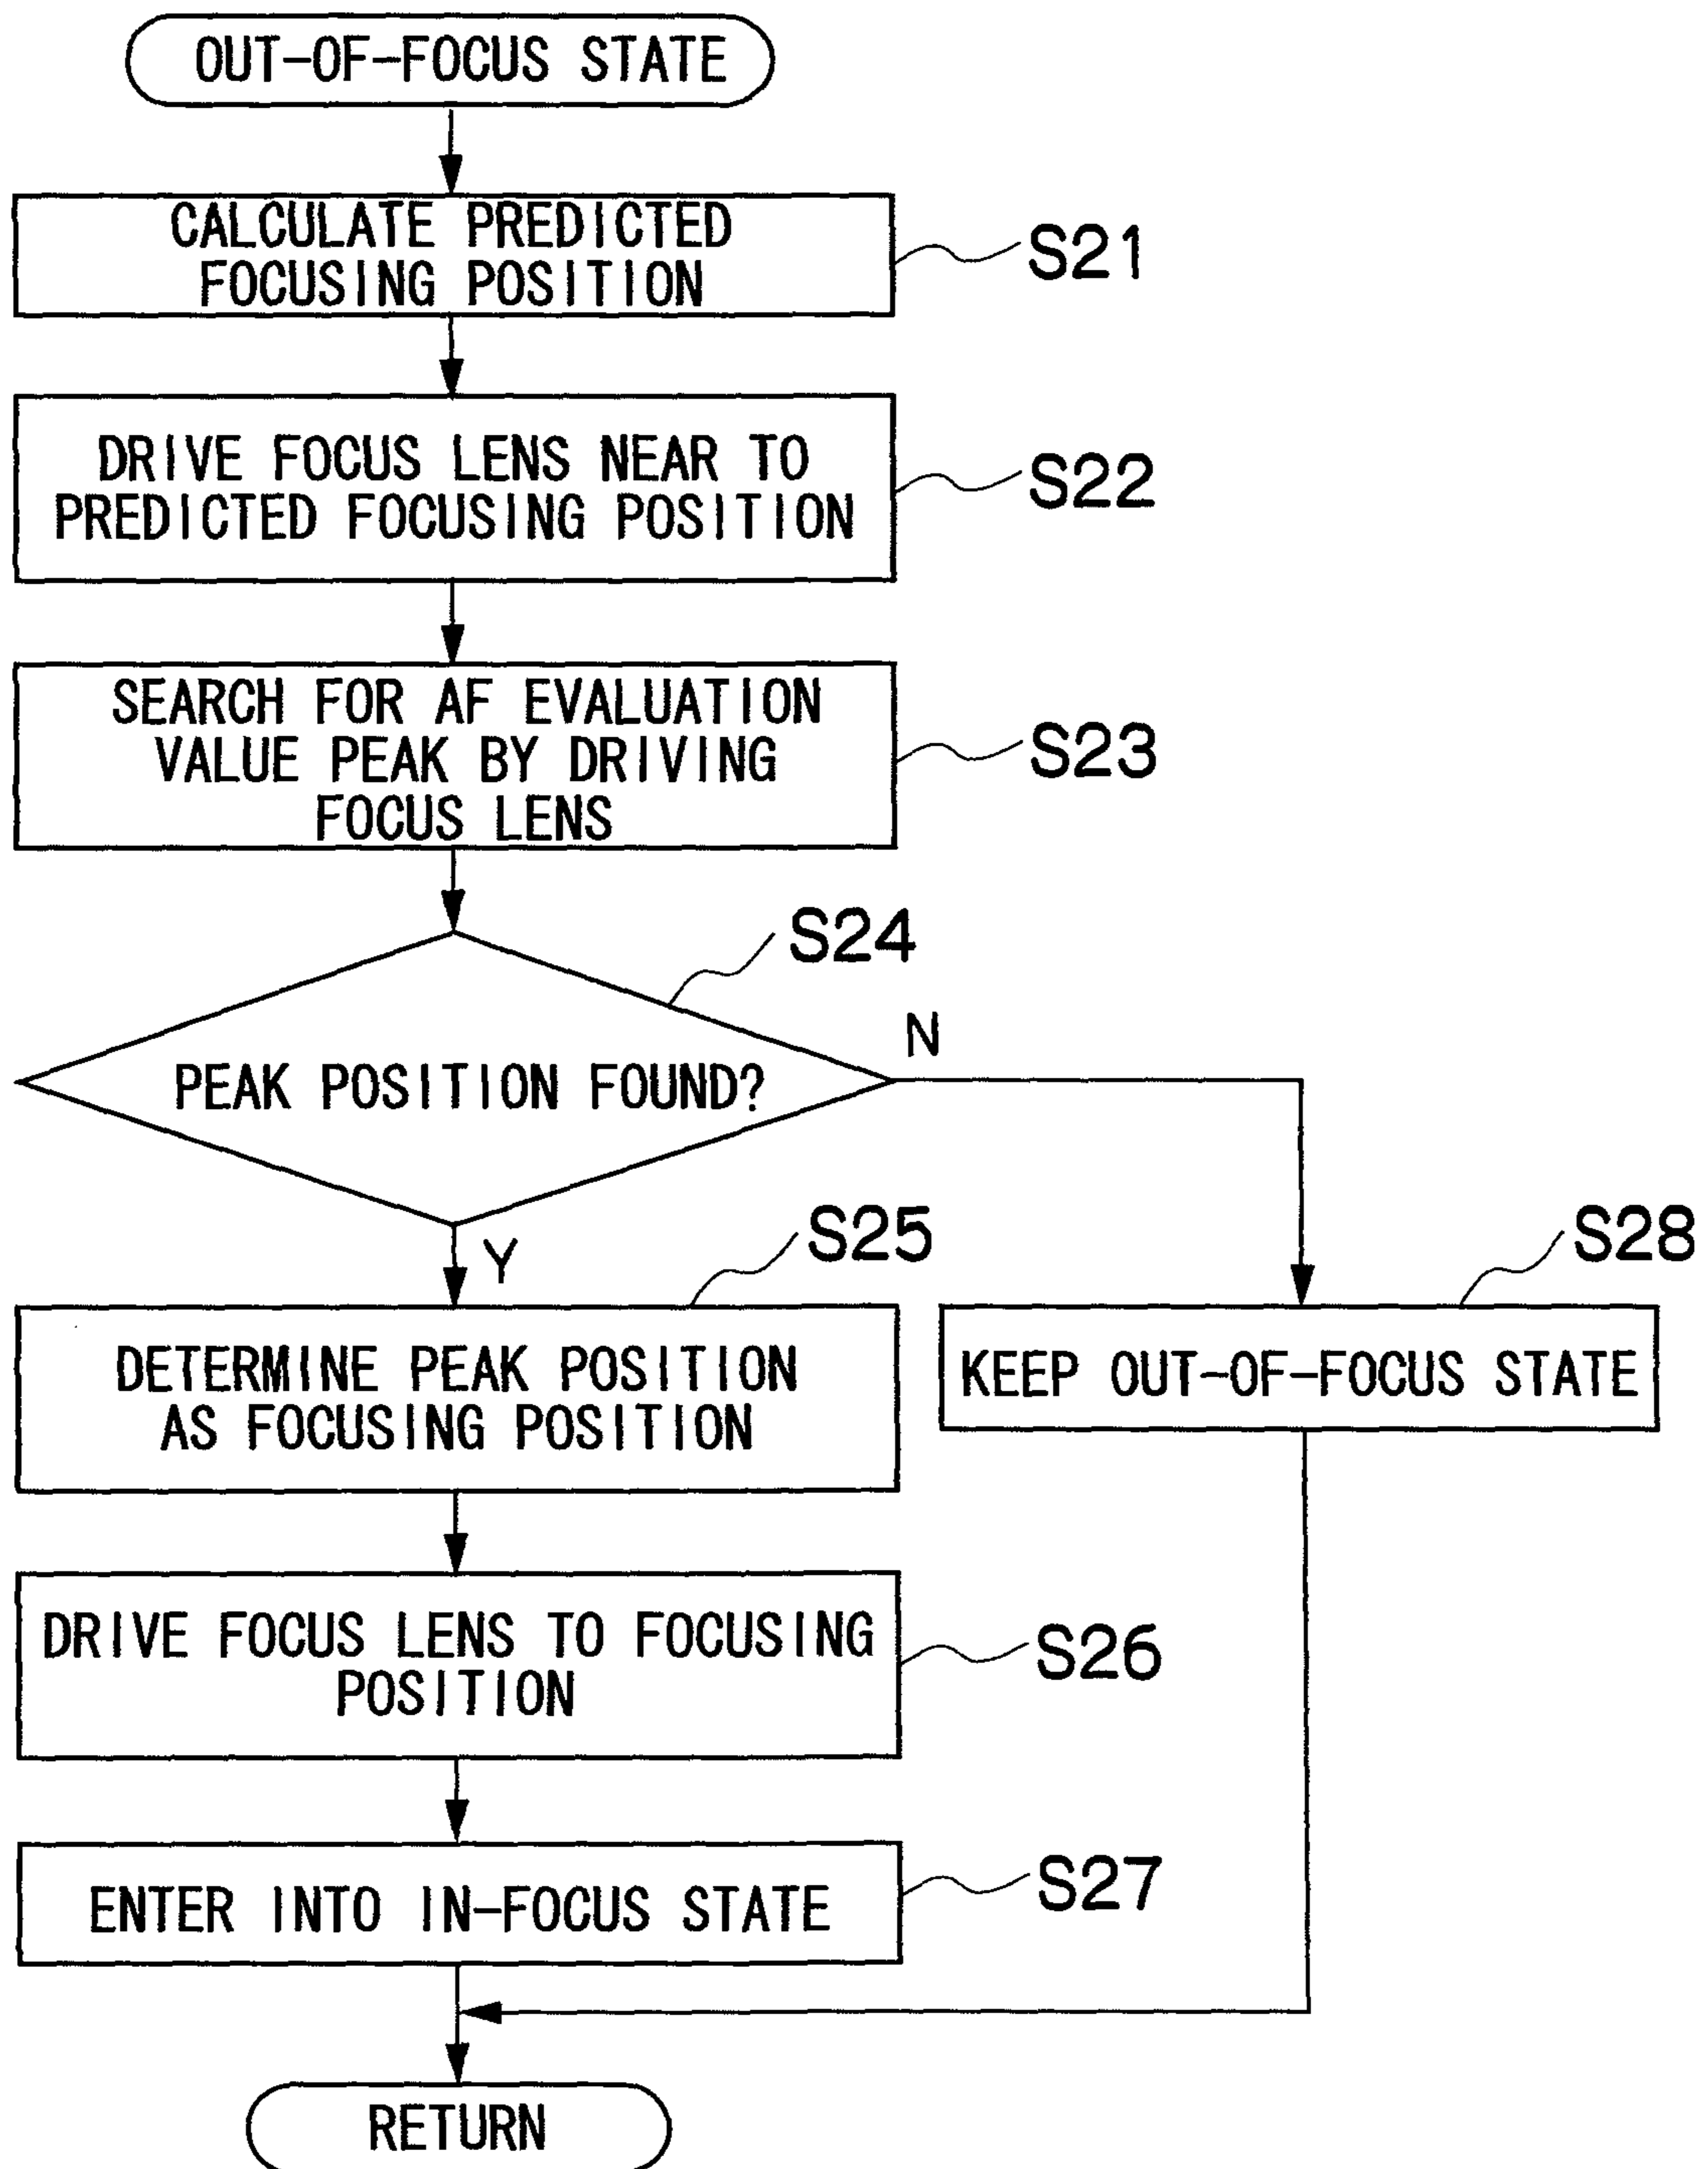 OUT-OF-FOCUS STATE
CALCULATE PREDICTED
FOCUSING POSITION
S21
DRIVE FOCUS LENS NEAR TO
PREDICTED FOCUSING POSITION
S22
SEARCH FOR AF EVALUATION
VALUE PEAK BY DRIVING
FOCUS LENS
S23
S24
PEAK POSITION FOUND?
N
Y
S25
DETERMINE PEAK POSITION
AS FOCUSING POSITION
S28
KEEP OUT-OF-FOCUS STATE
DRIVE FOCUS LENS TO FOCUSING
POSITION
S26
ENTER INTO IN-FOCUS STATE
S27
RETURN